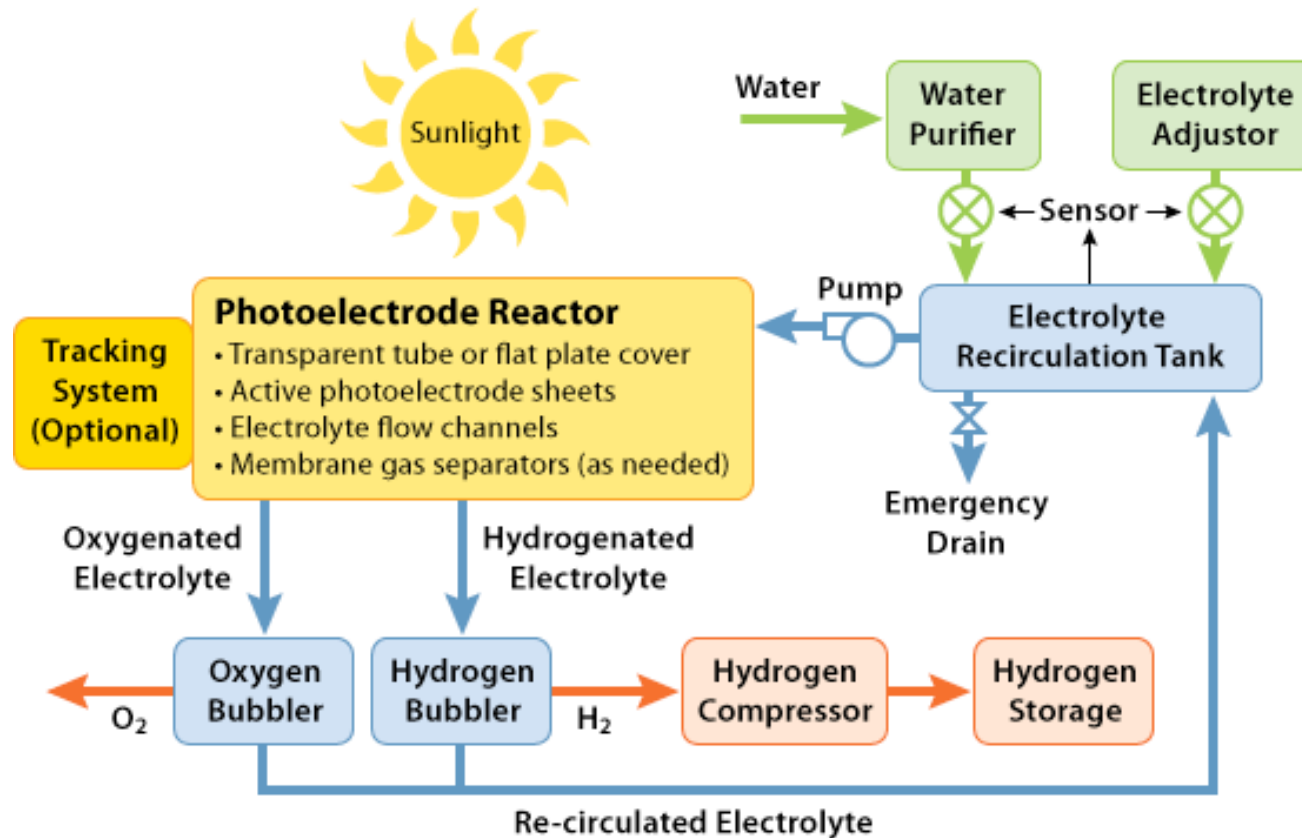 Sunlight
Water
Water
Purifier
Electrolyte
Adjustor
Sensor
Pump
Electrolyte
Recirculation Tank
Emergency
Drain
Tracking
System
(Optional)
Photoelectrode Reactor
• Transparent tube or flat plate cover
• Active photoelectrode sheets
• Electrolyte flow channels
• Membrane gas separators (as needed)
Oxygenated
Electrolyte
Hydrogenated
Electrolyte
O₂
Oxygen
Bubbler
Hydrogen
Bubbler
H₂
Hydrogen
Compressor
Hydrogen
Storage
Re-circulated Electrolyte